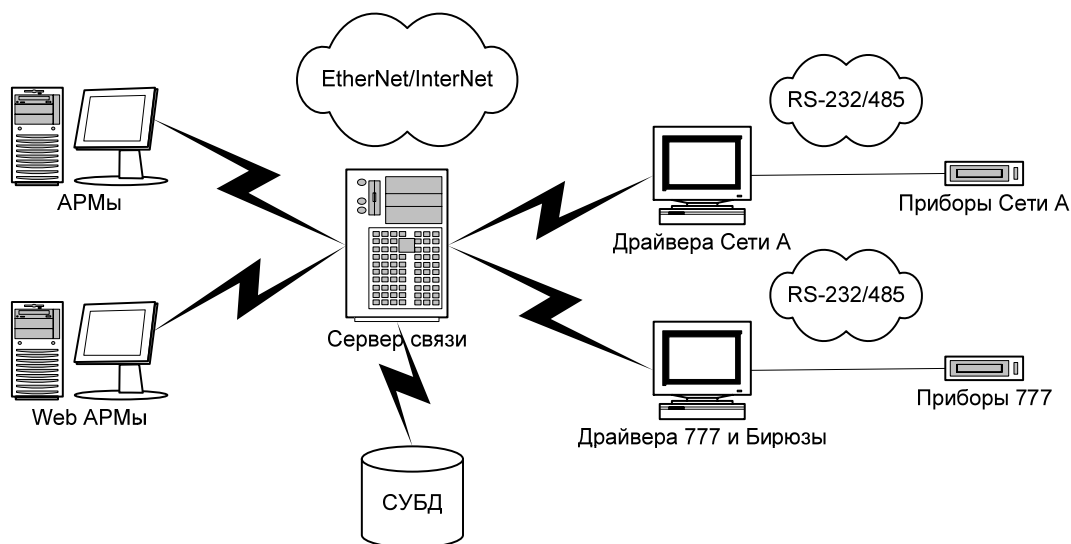 EtherNet/InterNet
RS-232/485
АРМы
Приборы Сети А
Драйвера Сети А
RS-232/485
Сервер связи
Web АРМы
Приборы 777
Драйвера 777 и Бирюзы
СУБД